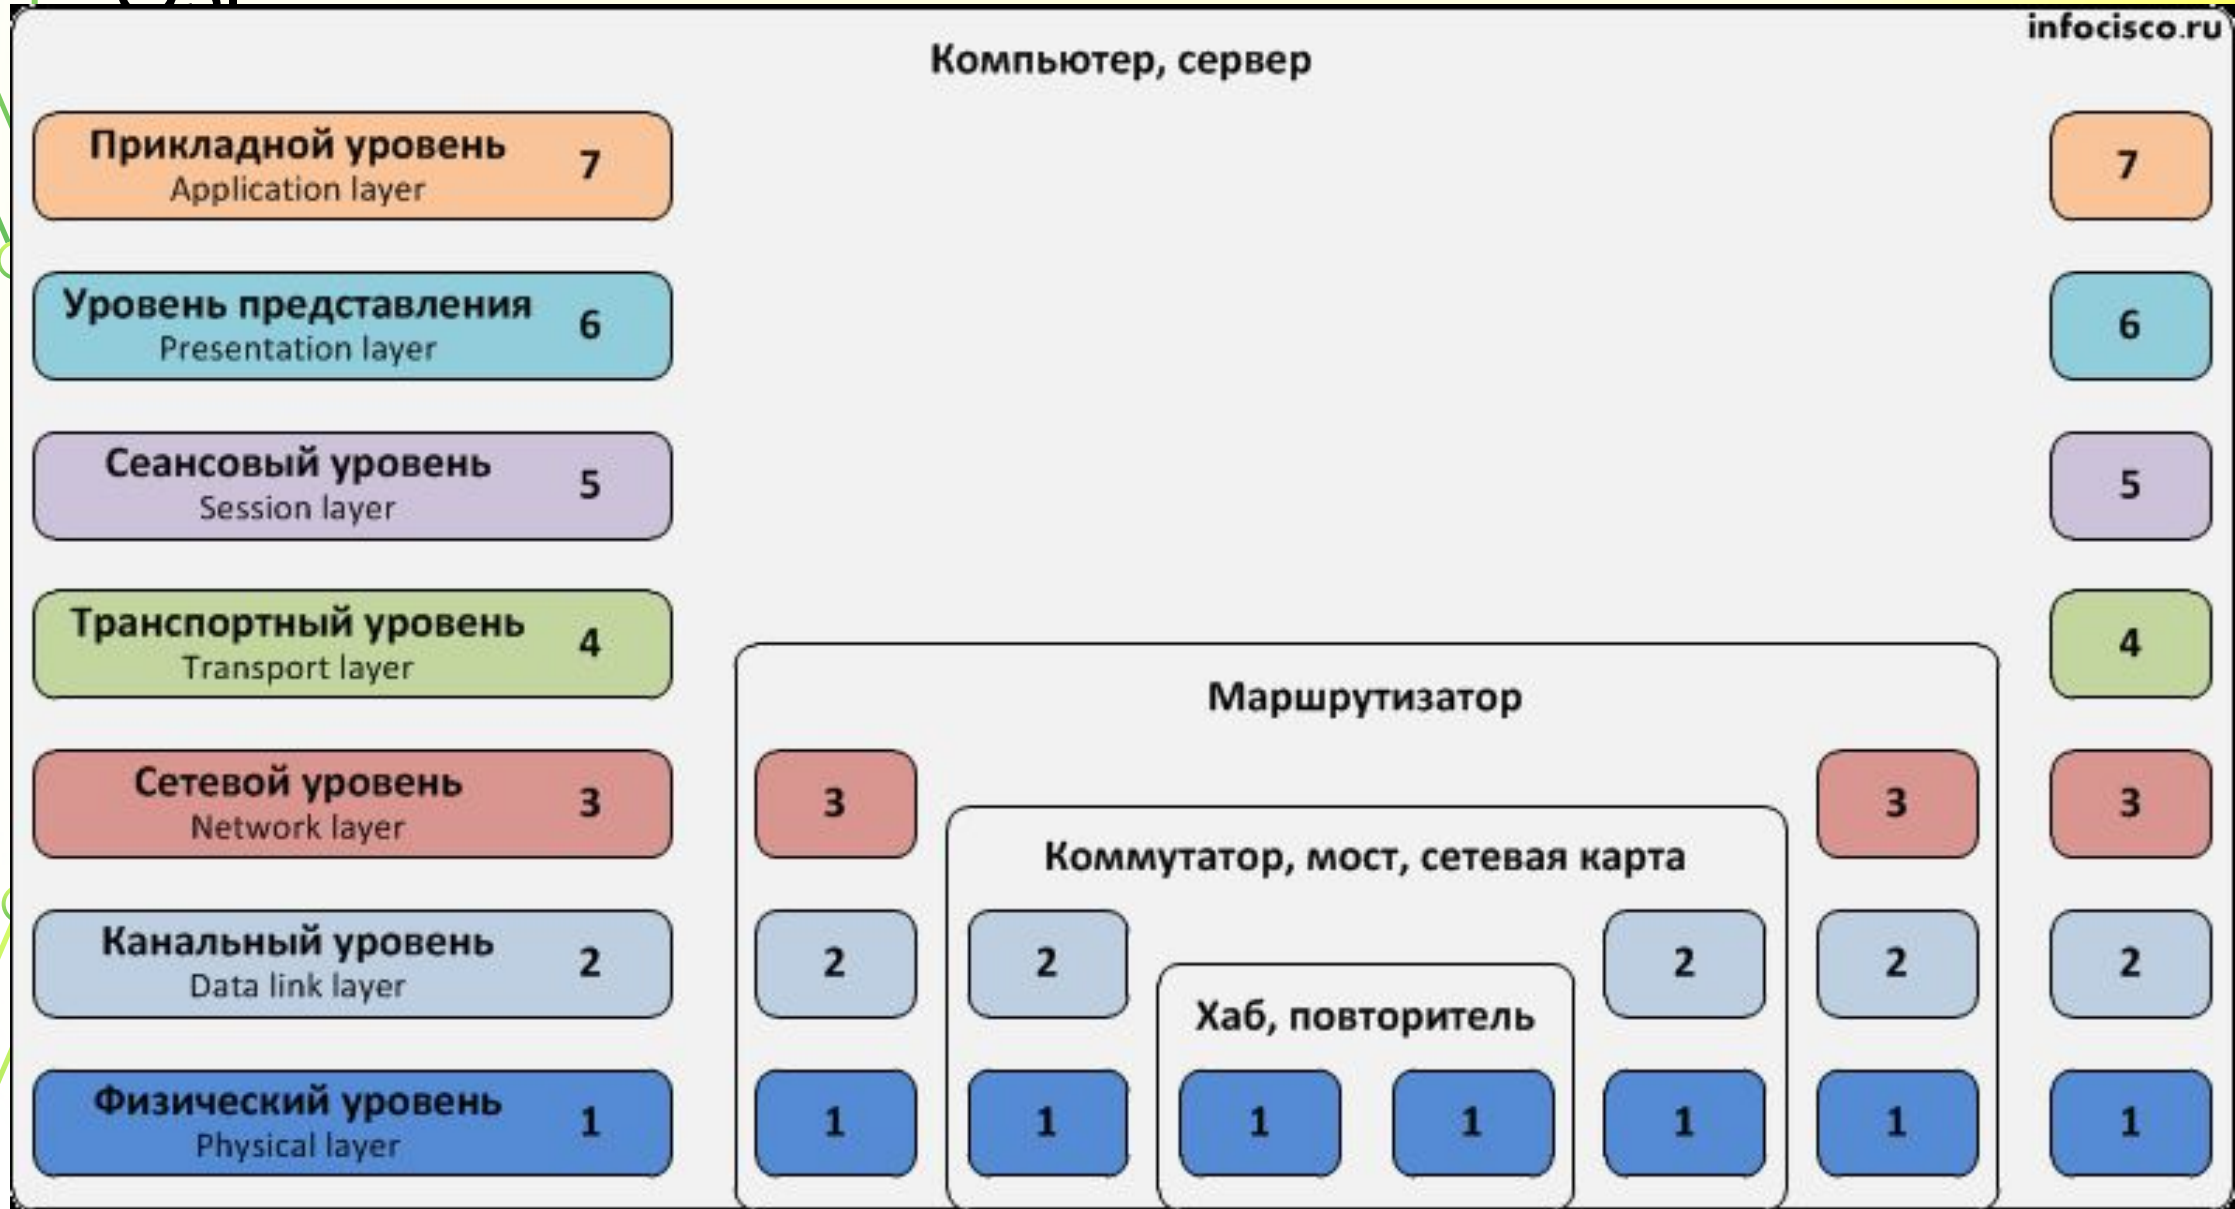 infocisco.ru
Компьютер, сервер
Прикладной уровень 7 7
Application layer
Уровень представления 6 6
Presentation layer
Сеансовый уровень 5 5
Session layer
Транспортный уровень 4 4
Transport layer
Маршрутизатор
Сетевой уровень 3 3 3 3
Network layer
Коммутатор, мост, сетевая карта
Канальный уровень 2 2 2 2 2 2
Data link layer
Хаб, повторитель
Физический уровень 1 1 1 1 1 1 1 1
Physical layer